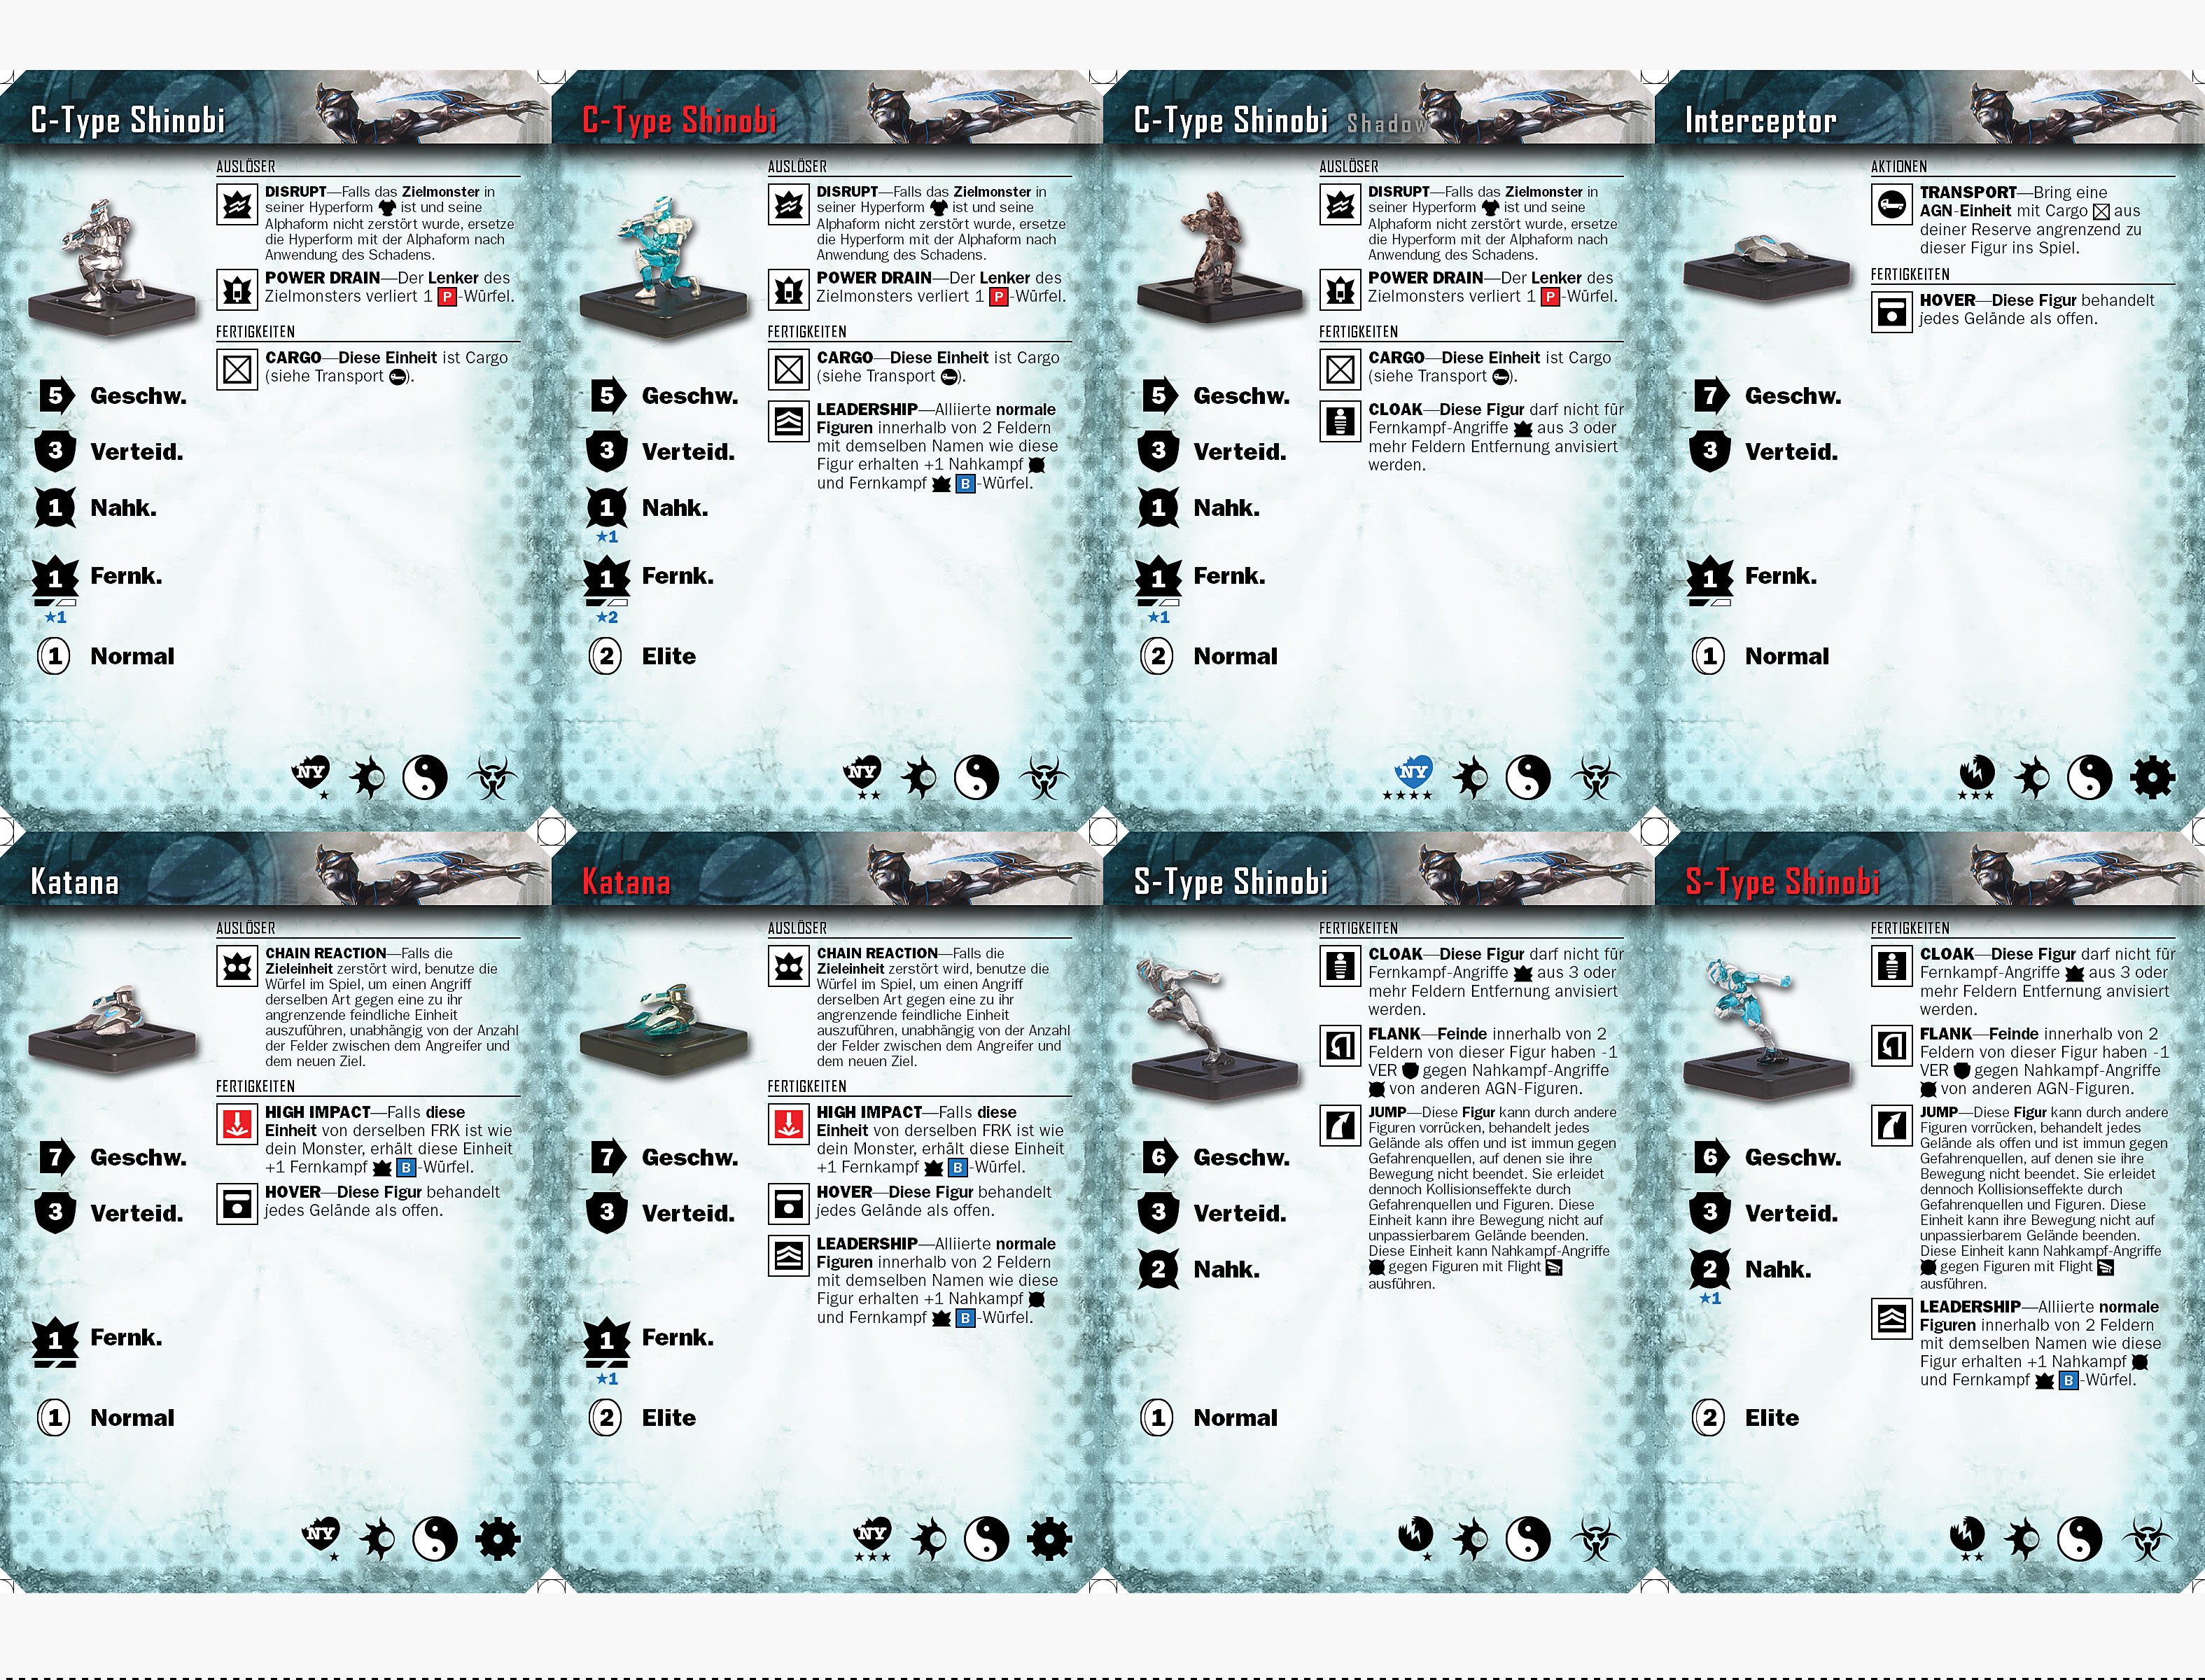 C-Type Shinobi
AUSLÖSER
DISRUPT—Falls das Zielmonster in
seiner Hyperform ist und seine
Alphaform nicht zerstört wurde, ersetze
die Hyperform mit der Alphaform nach
Anwendung des Schadens.
POWER DRAIN—Der Lenker des
Zielmonsters verliert 1 P-Würfel.
FERTIGKEITEN
CARGO—Diese Einheit ist Cargo
(siehe Transport ).
5 Geschw.
3 Verteid.
1 Nahk.
1 Fernk.
★1
1 Normal
NY
★
C-Type Shinobi
AUSLÖSER
DISRUPT—Falls das Zielmonster in
seiner Hyperform ist und seine
Alphaform nicht zerstört wurde, ersetze
die Hyperform mit der Alphaform nach
Anwendung des Schadens.
POWER DRAIN—Der Lenker des
Zielmonsters verliert 1 P-Würfel.
FERTIGKEITEN
CARGO—Diese Einheit ist Cargo
(siehe Transport ).
LEADERSHIP—Alliierte normale
Figuren innerhalb von 2 Feldern
mit demselben Namen wie diese
Figur erhalten +1 Nahkampf
und Fernkampf B-Würfel.
5 Geschw.
3 Verteid.
1 Nahk.
★1
1 Fernk.
★2
2 Elite
NY
★★
C-Type Shinobi Shadow
AUSLÖSER
DISRUPT—Falls das Zielmonster in
seiner Hyperform ist und seine
Alphaform nicht zerstört wurde, ersetze
die Hyperform mit der Alphaform nach
Anwendung des Schadens.
POWER DRAIN—Der Lenker des
Zielmonsters verliert 1 P-Würfel.
FERTIGKEITEN
CARGO—Diese Einheit ist Cargo
(siehe Transport ).
CLOAK—Diese Figur darf nicht für
Fernkampf-Angriffe aus 3 oder
mehr Feldern Entfernung anvisiert
werden.
5 Geschw.
3 Verteid.
1 Nahk.
1 Fernk.
★1
2 Normal
NY
★★★★
Interceptor
AKTIONEN
TRANSPORT—Bring eine
AGN-Einheit mit Cargo aus
deiner Reserve angrenzend zu
dieser Figur ins Spiel.
FERTIGKEITEN
HOVER—Diese Figur behandelt
jedes Gelände als offen.
7 Geschw.
3 Verteid.
1 Fernk.
1 Normal
★★★
Katana
AUSLÖSER
CHAIN REACTION—Falls die
Zieleinheit zerstört wird, benutze die
Würfel im Spiel, um einen Angriff
derselben Art gegen eine zu ihr
angrenzende feindliche Einheit
auszuführen, unabhängig von der Anzahl
der Felder zwischen dem Angreifer und
dem neuen Ziel.
FERTIGKEITEN
HIGH IMPACT—Falls diese
Einheit von derselben FRK ist wie
dein Monster, erhält diese Einheit
+1 Fernkampf B-Würfel.
HOVER—Diese Figur behandelt
jedes Gelände als offen.
7 Geschw.
3 Verteid.
1 Fernk.
1 Normal
NY
★
Katana
AUSLÖSER
CHAIN REACTION—Falls die
Zieleinheit zerstört wird, benutze die
Würfel im Spiel, um einen Angriff
derselben Art gegen eine zu ihr
angrenzende feindliche Einheit
auszuführen, unabhängig von der Anzahl
der Felder zwischen dem Angreifer und
dem neuen Ziel.
FERTIGKEITEN
HIGH IMPACT—Falls diese
Einheit von derselben FRK ist wie
dein Monster, erhält diese Einheit
+1 Fernkampf B-Würfel.
HOVER—Diese Figur behandelt
jedes Gelände als offen.
LEADERSHIP—Alliierte normale
Figuren innerhalb von 2 Feldern
mit demselben Namen wie diese
Figur erhalten +1 Nahkampf
und Fernkampf B-Würfel.
7 Geschw.
3 Verteid.
1 Fernk.
★1
2 Elite
NY
★★★
S-Type Shinobi
FERTIGKEITEN
CLOAK—Diese Figur darf nicht für
Fernkampf-Angriffe aus 3 oder
mehr Feldern Entfernung anvisiert
werden.
FLANK—Feinde innerhalb von 2
Feldern von dieser Figur haben -1
VER gegen Nahkampf-Angriffe
von anderen AGN-Figuren.
JUMP—Diese Figur kann durch andere
Figuren vorrücken, behandelt jedes
Gelände als offen und ist immun gegen
Gefahrenquellen, auf denen sie ihre
Bewegung nicht beendet. Sie erleidet
dennoch Kollisionseffekte durch
Gefahrenquellen und Figuren. Diese
Einheit kann ihre Bewegung nicht auf
unpassierbarem Gelände beenden.
Diese Einheit kann Nahkampf-Angriffe
gegen Figuren mit Flight
ausführen.
6 Geschw.
3 Verteid.
2 Nahk.
1 Normal
★
S-Type Shinobi
FERTIGKEITEN
CLOAK—Diese Figur darf nicht für
Fernkampf-Angriffe aus 3 oder
mehr Feldern Entfernung anvisiert
werden.
FLANK—Feinde innerhalb von 2
Feldern von dieser Figur haben -1
VER gegen Nahkampf-Angriffe
von anderen AGN-Figuren.
JUMP—Diese Figur kann durch andere
Figuren vorrücken, behandelt jedes
Gelände als offen und ist immun gegen
Gefahrenquellen, auf denen sie ihre
Bewegung nicht beendet. Sie erleidet
dennoch Kollisionseffekte durch
Gefahrenquellen und Figuren. Diese
Einheit kann ihre Bewegung nicht auf
unpassierbarem Gelände beenden.
Diese Einheit kann Nahkampf-Angriffe
gegen Figuren mit Flight
ausführen.
LEADERSHIP—Alliierte normale
Figuren innerhalb von 2 Feldern
mit demselben Namen wie diese
Figur erhalten +1 Nahkampf
und Fernkampf B-Würfel.
6 Geschw.
3 Verteid.
2 Nahk.
★1
2 Elite
★★